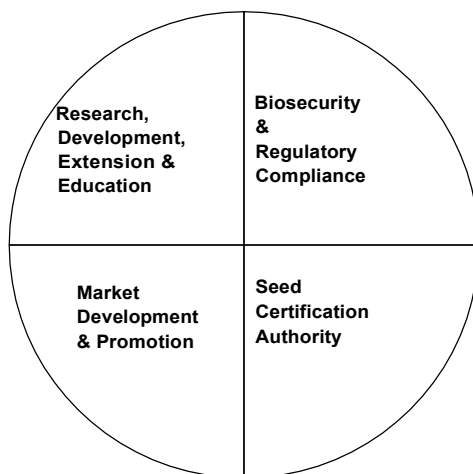 Research,
Development,
Extension &
Education
Biosecurity
&
Regulatory
Compliance
Market
Development
& Promotion
Seed
Certification
Authority